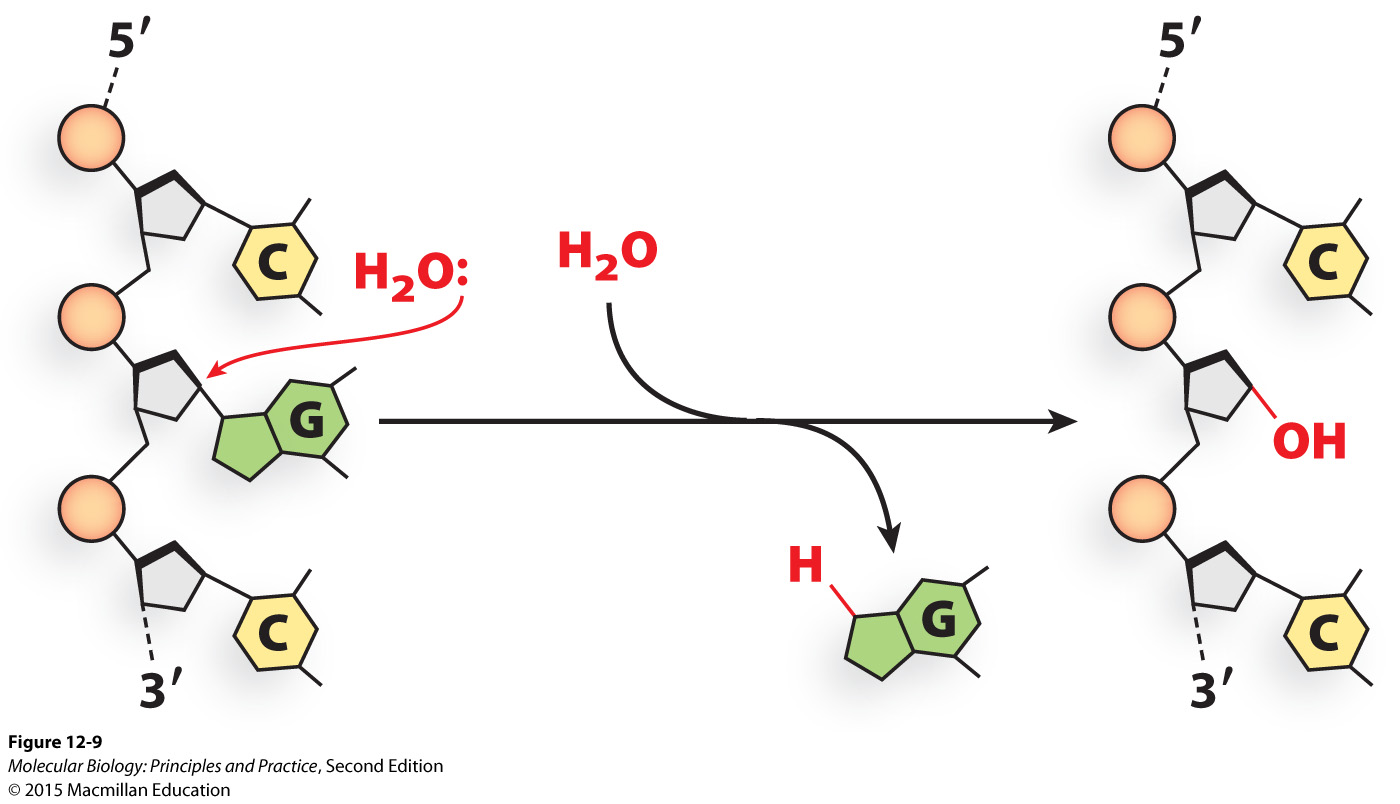 5′
C
H₂O:
H₂O
G
C
3′
H
G
5′
C
OH
C
3′
Figure 12-9
Molecular Biology: Principles and Practice, Second Edition
© 2015 Macmillan Education